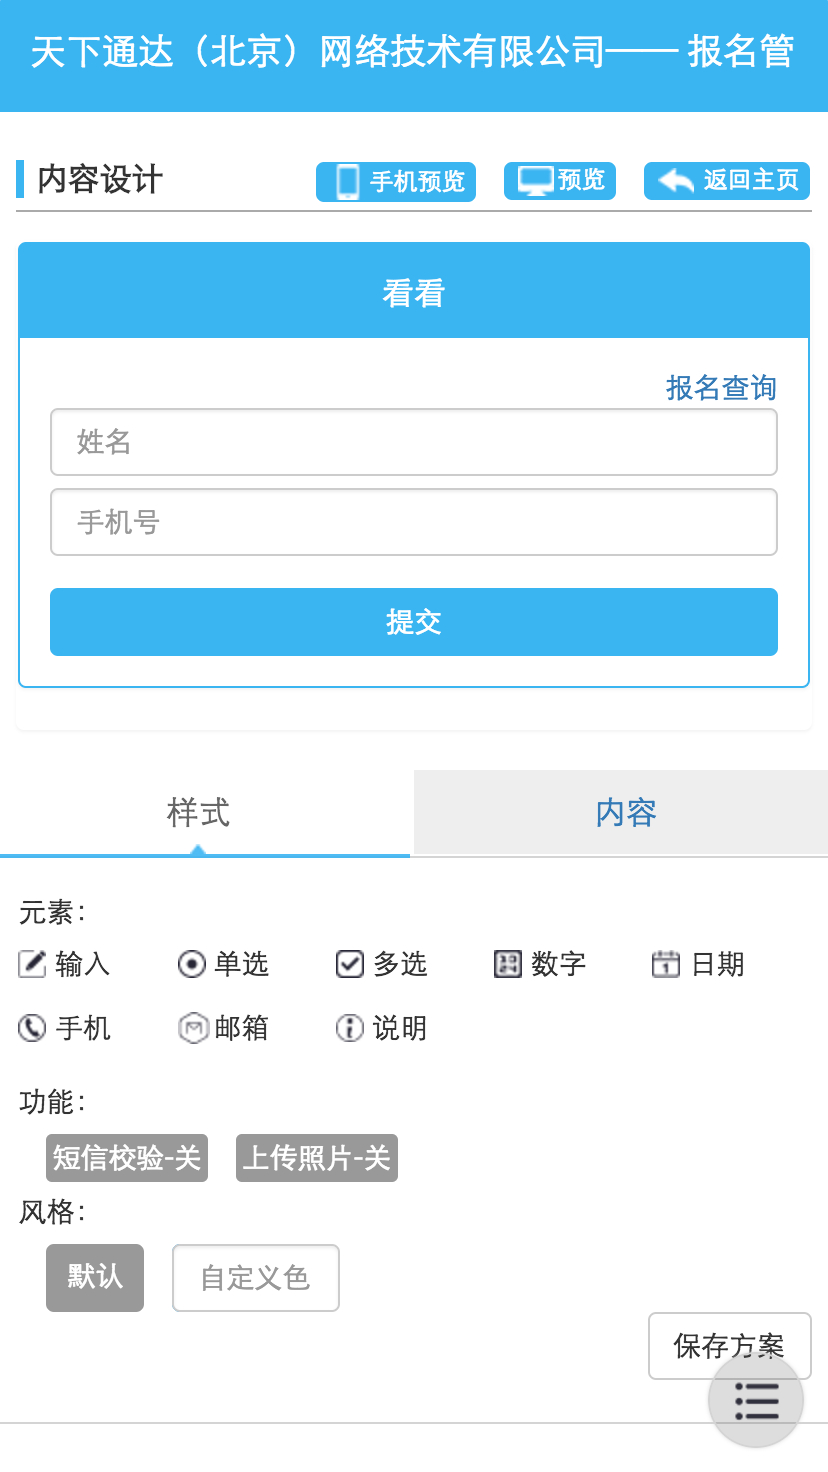 天下通达（北京）网络技术有限公司—— 报名管
内容设计 手机预览 预览 返回主页
看看
报名查询
姓名
手机号
提交
样式 内容
元素：
输入 单选 多选 数字 日期
手机 邮箱 说明
功能：
短信校验-关 上传照片-关
风格：
默认 自定义色
保存方案